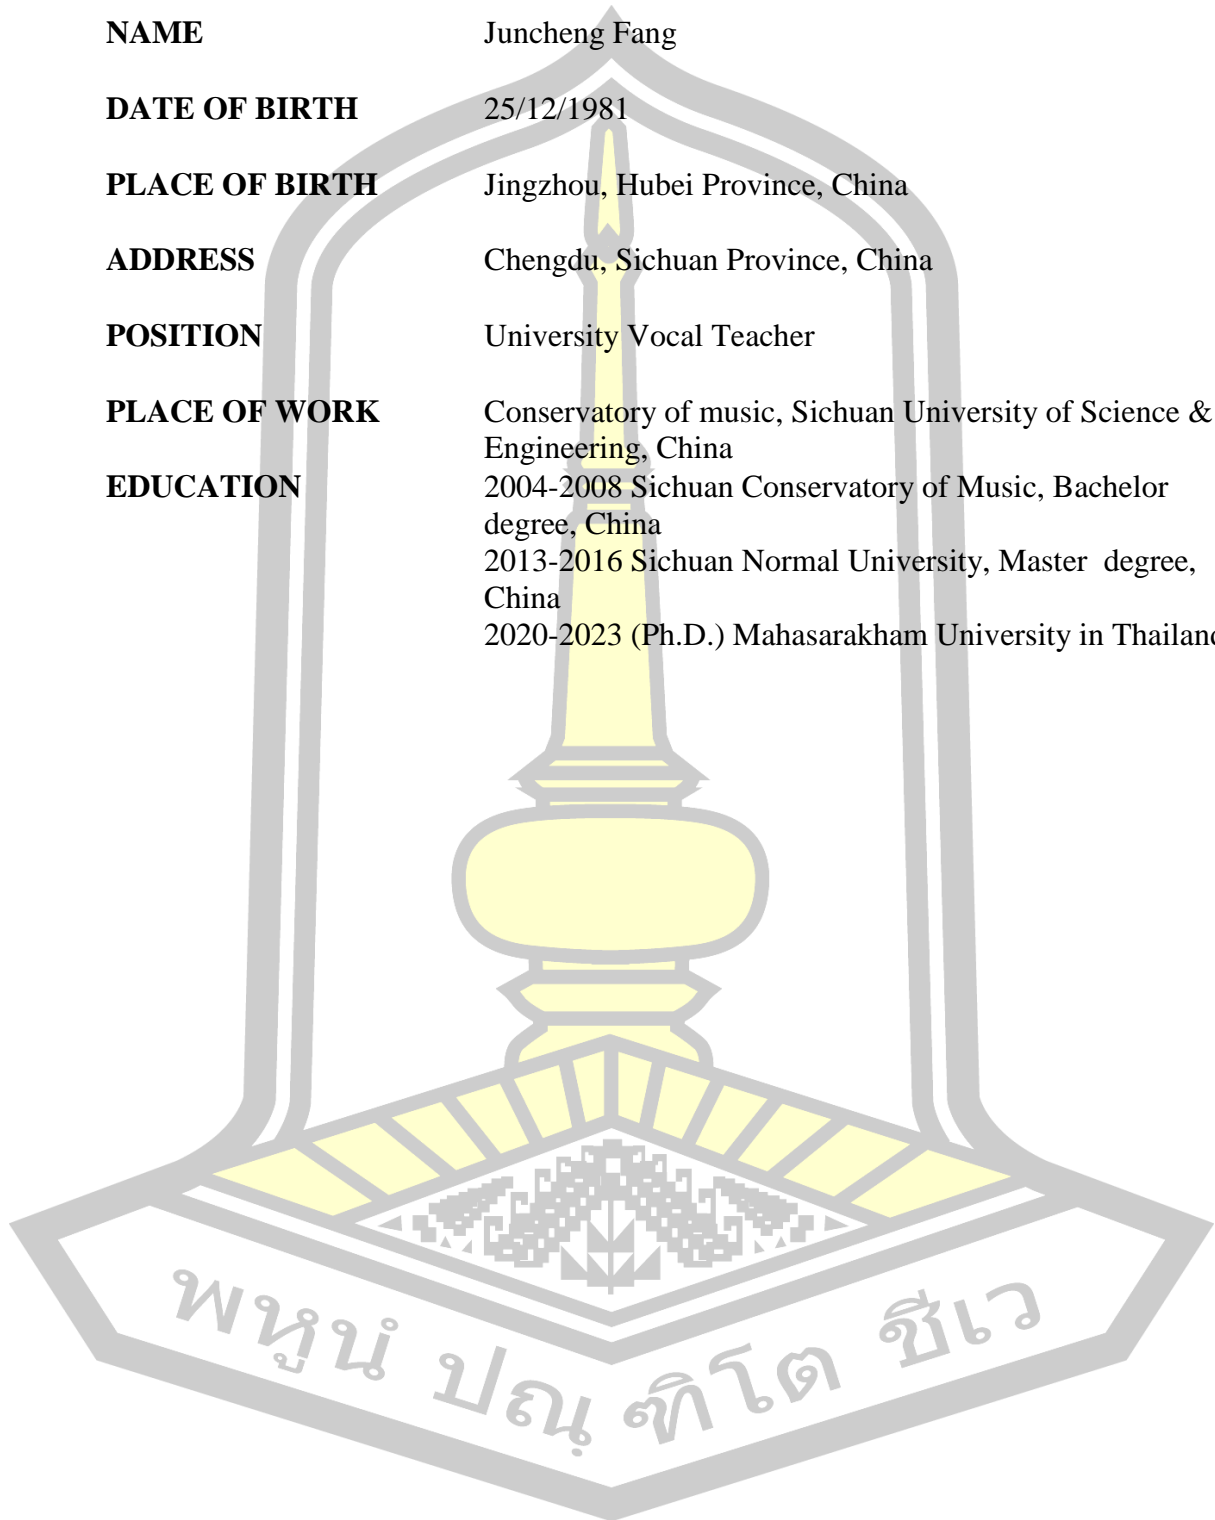 NAME Juncheng Fang
DATE OF BIRTH 25/12/1981
PLACE OF BIRTH Jingzhou, Hubei Province, China
ADDRESS Chengdu, Sichuan Province, China
POSITION University Vocal Teacher
PLACE OF WORK Conservatory of music, Sichuan University of Science &
Engineering, China
EDUCATION 2004-2008 Sichuan Conservatory of Music, Bachelor
degree, China
2013-2016 Sichuan Normal University, Master  degree,
China
2020-2023 (Ph.D.) Mahasarakham University in Thailand
พหูนํ ปณฺฑิโต ชีเว